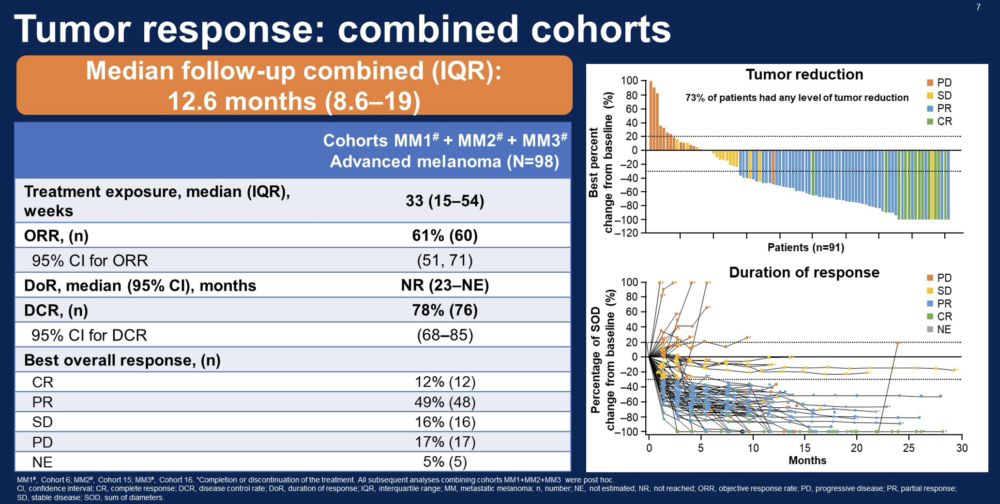 7
Tumor response: combined cohorts
Median follow-up combined (IQR):
12.6 months (8.6–19)
Cohorts MM1# + MM2# + MM3#
Advanced melanoma (N=98)
Treatment exposure, median (IQR),
weeks
33 (15–54)
ORR, (n)
61% (60)
95% CI for ORR
(51, 71)
DoR, median (95% CI), months
NR (23–NE)
DCR, (n)
78% (76)
95% CI for DCR
(68–85)
Best overall response, (n)
CR
12% (12)
PR
49% (48)
SD
16% (16)
PD
17% (17)
NE
5% (5)
Tumor reduction
73% of patients had any level of tumor reduction
PD
SD
PR
CR
Best percent
change from baseline (%)
100
80
60
40
20
0
–20
–40
–60
–80
–100
–120
Patients (n=91)
Duration of response
PD
SD
PR
CR
NE
Percentage of SOD
change from baseline (%)
100
80
60
40
20
0
–20
–40
–60
–80
–100
0 5 10 15 20 25 30
Months
MM1#, Cohort 6; MM2#, Cohort 15; MM3#, Cohort 16. *Completion or discontinuation of the treatment. All subsequent analyses combining cohorts MM1+MM2+MM3 were post hoc.
CI, confidence interval; CR, complete response; DCR, disease control rate; DoR, duration of response; IQR, interquartile range; MM, metastatic melanoma; n, number; NE, not estimated; NR, not reached; ORR, objective response rate; PD, progressive disease; PR, partial response;
SD, stable disease; SOD, sum of diameters.